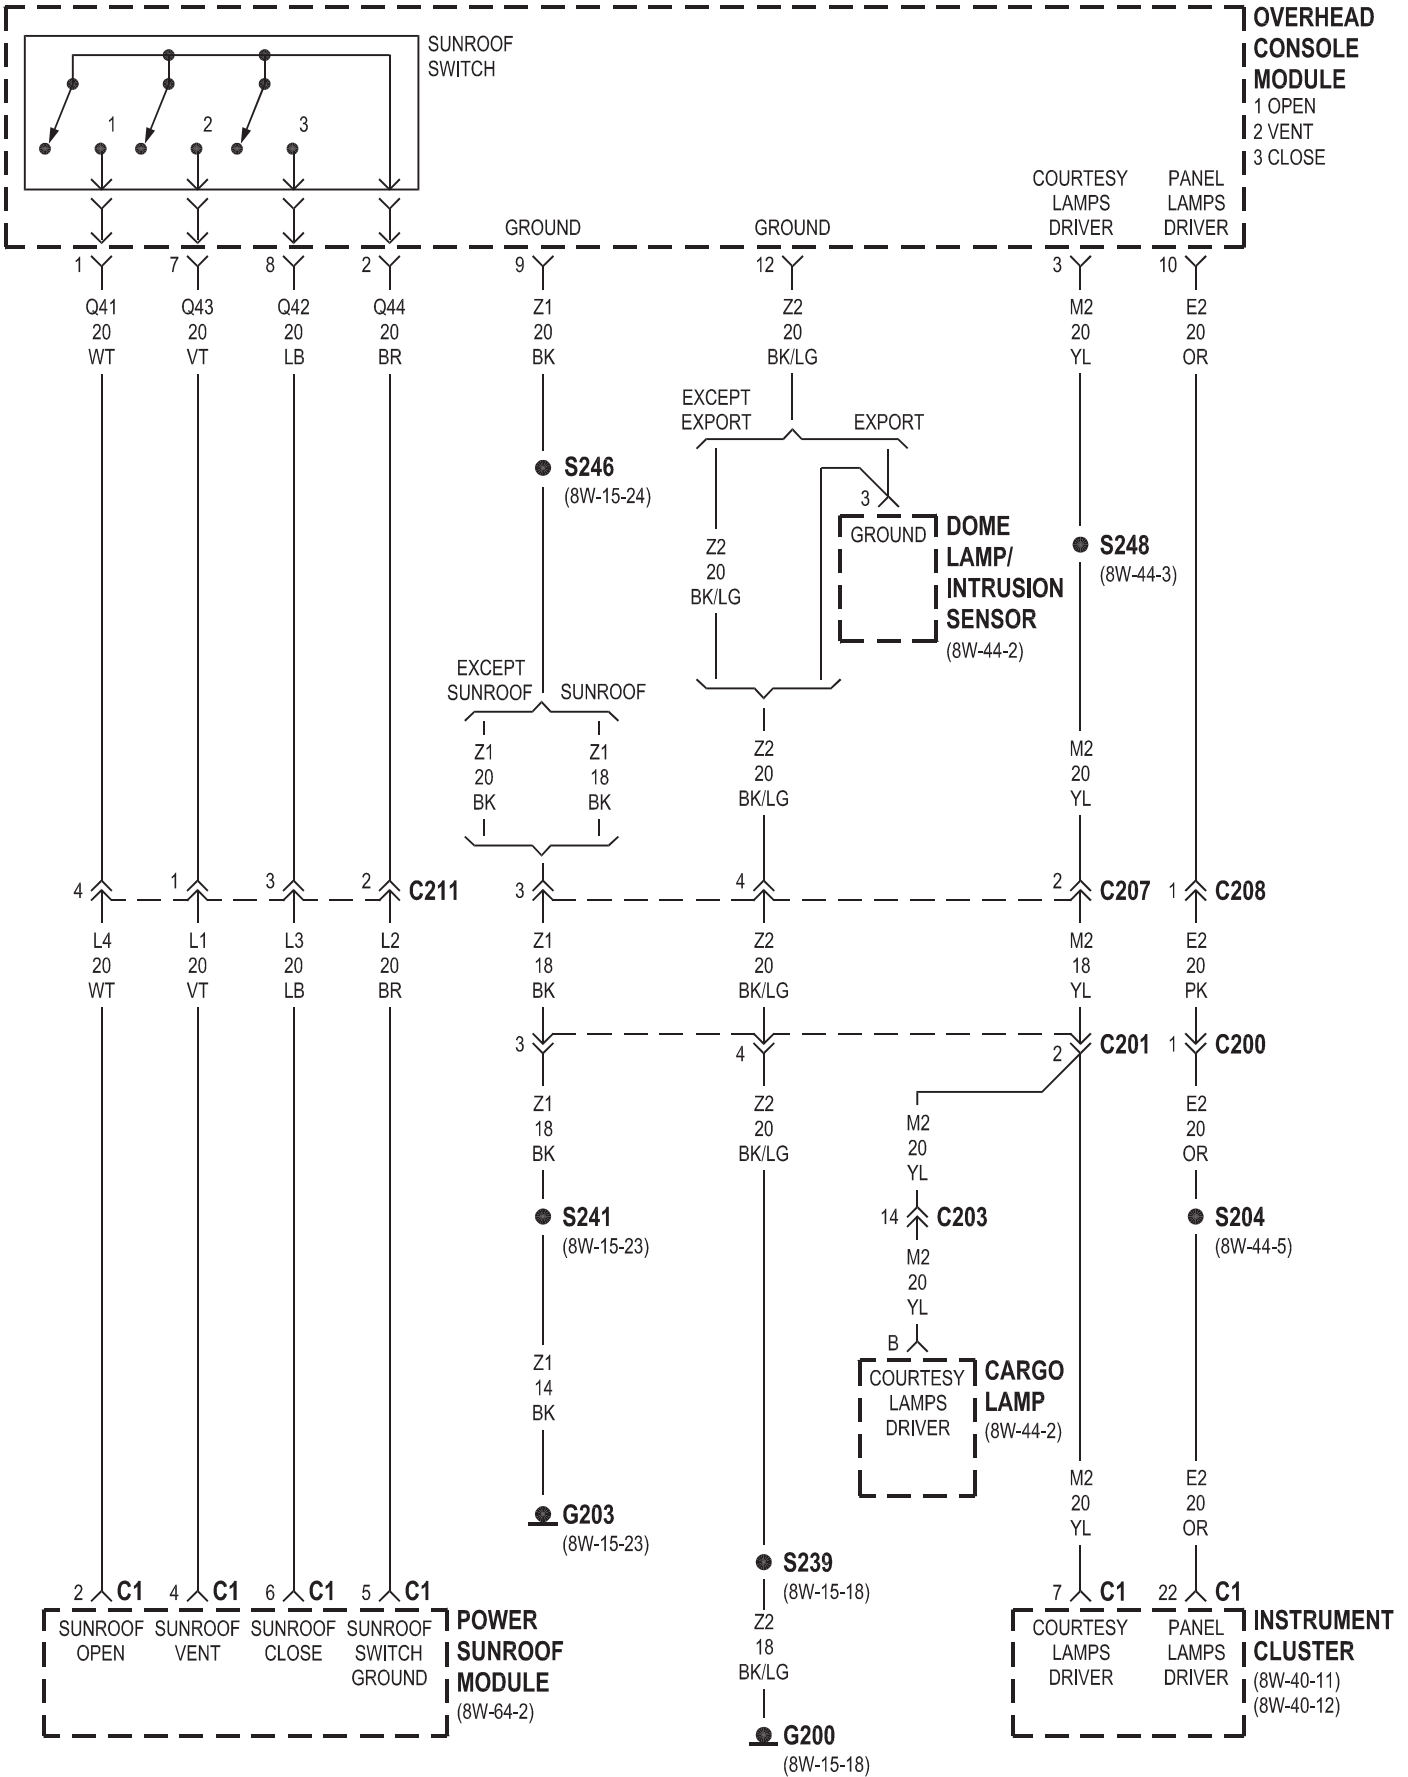 OVERHEAD
CONSOLE
MODULE
1 OPEN
2 VENT
3 CLOSE
SUNROOF
SWITCH
1
2
3
GROUND
GROUND
COURTESY
LAMPS
DRIVER
PANEL
LAMPS
DRIVER
1
7
8
2
9
12
3
10
Q41
20
WT
Q43
20
VT
Q42
20
LB
Q44
20
BR
Z1
20
BK
Z2
20
BK/LG
M2
20
YL
E2
20
OR
EXCEPT
EXPORT
EXPORT
S246
(8W-15-24)
3
GROUND
DOME
LAMP/
INTRUSION
SENSOR
(8W-44-2)
S248
(8W-44-3)
Z2
20
BK/LG
EXCEPT
SUNROOF
SUNROOF
Z1
20
BK
Z1
18
BK
Z2
20
BK/LG
M2
20
YL
4
1
3
2
C211
3
4
2
C207
1
C208
L4
20
WT
L1
20
VT
L3
20
LB
L2
20
BR
Z1
18
BK
Z2
20
BK/LG
M2
18
YL
E2
20
PK
3
4
2
C201
1
C200
Z1
18
BK
Z2
20
BK/LG
M2
20
YL
E2
20
OR
S241
(8W-15-23)
14
C203
S204
(8W-44-5)
M2
20
YL
B
COURTESY
LAMPS
DRIVER
CARGO
LAMP
(8W-44-2)
Z1
14
BK
G203
(8W-15-23)
M2
20
YL
E2
20
OR
S239
(8W-15-18)
Z2
18
BK/LG
G200
(8W-15-18)
2
C1
4
C1
6
C1
5
C1
SUNROOF
OPEN
SUNROOF
VENT
SUNROOF
CLOSE
SUNROOF
SWITCH
GROUND
POWER
SUNROOF
MODULE
(8W-64-2)
7
C1
22
C1
COURTESY
LAMPS
DRIVER
PANEL
LAMPS
DRIVER
INSTRUMENT
CLUSTER
(8W-40-11)
(8W-40-12)